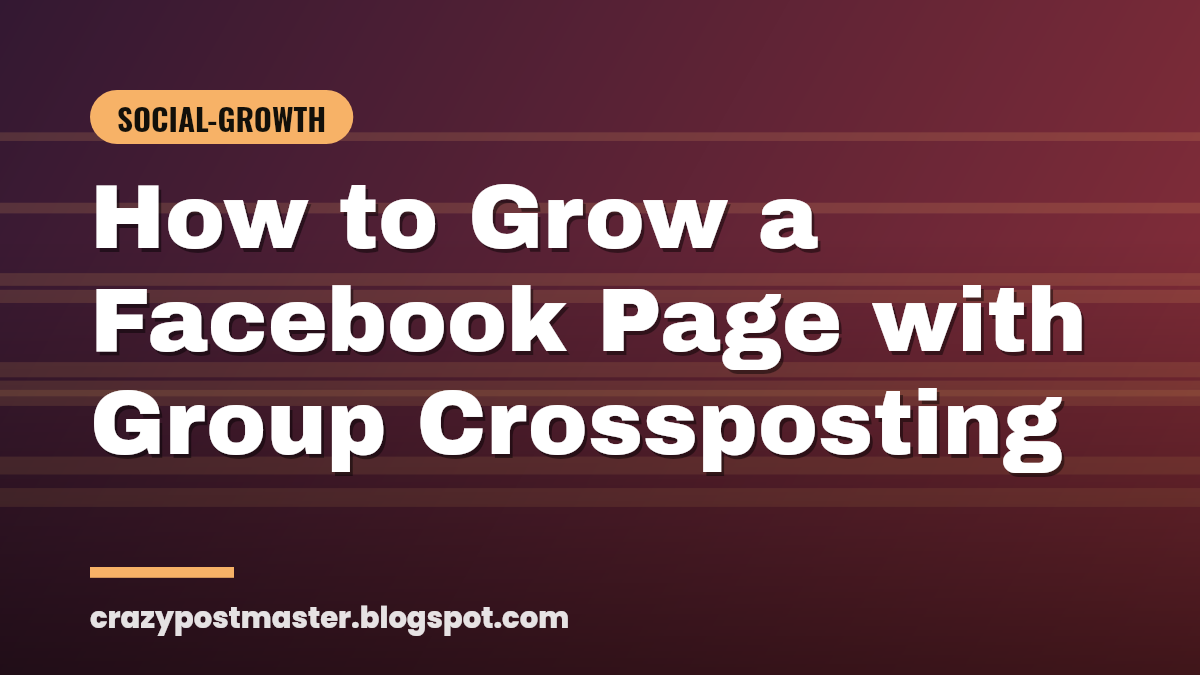 SOCIAL-GROWTH
How to Grow a
Facebook Page with
Group Crossposting
crazypostmaster.blogspot.com